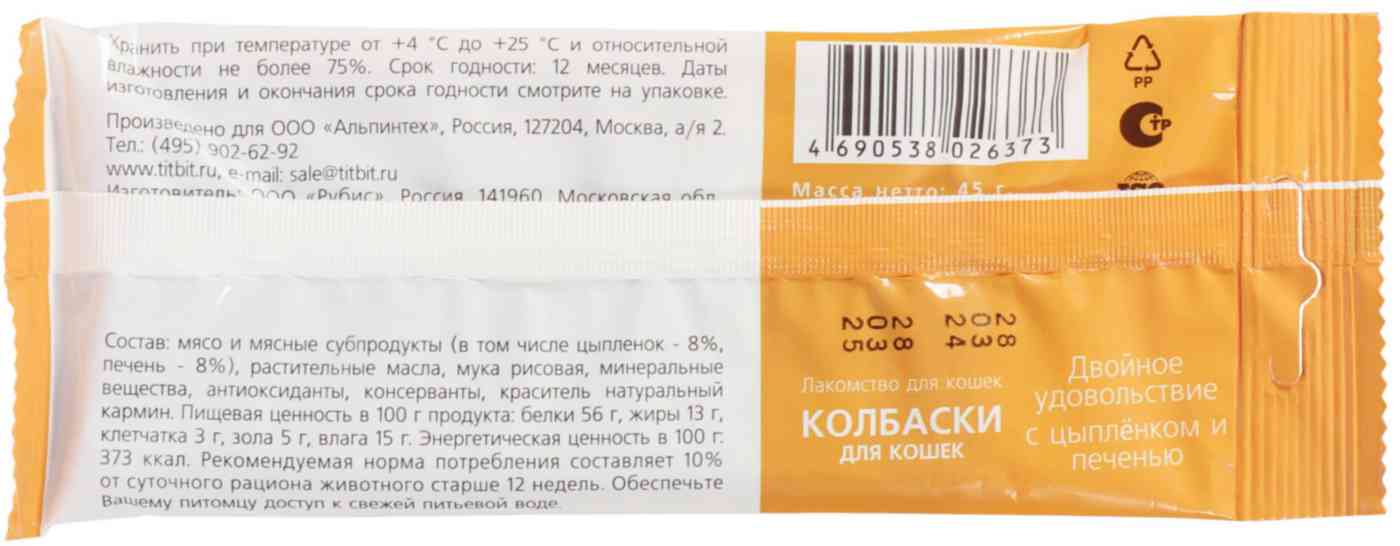 Хранить при температуре от +4 °С до +25 °С и относительной
влажности не более 75%. Срок годности: 12 месяцев. Даты
изготовления и окончания срока годности смотрите на упаковке.
Произведено для ООО «Альпинтех», Россия, 127204, Москва, а/я 2.
Тел.: (495) 902-62-92
www.titbit.ru, e-mail: sale@titbit.ru
Изготовитель: ООО «Рубис», Россия, 141960, Московская обл.
4 690538 026373
PP
СТР
Масса нетто: 45 г.
Состав: мясо и мясные субпродукты (в том числе цыпленок - 8%,
печень - 8%), растительные масла, мука рисовая, минеральные
вещества, антиоксиданты, консерванты, краситель натуральный
кармин. Пищевая ценность в 100 г продукта: белки 56 г, жиры 13 г,
клетчатка 3 г, зола 5 г, влага 15 г. Энергетическая ценность в 100 г:
373 ккал. Рекомендуемая норма потребления составляет 10%
от суточного рациона животного старше 12 недель. Обеспечьте
Вашему питомцу доступ к свежей питьевой воде.
28 03 24
28 03 25
Лакомство для кошек
КОЛБАСКИ
ДЛЯ КОШЕК
Двойное
удовольствие
с цыплёнком и
печенью